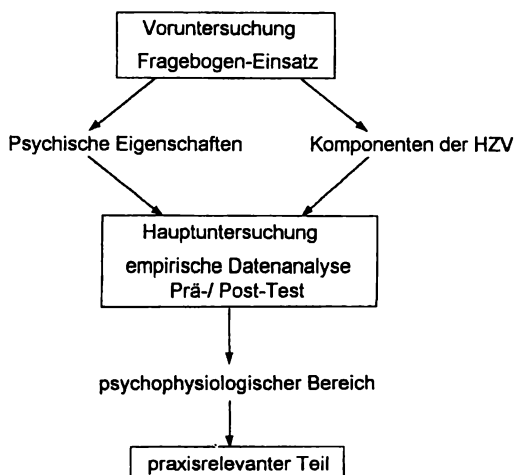 Voruntersuchung
Fragebogen-Einsatz
Psychische Eigenschaften
Komponenten der HZV
Hauptuntersuchung
empirische Datenanalyse
Prä-/ Post-Test
psychophysiologischer Bereich
praxisrelevanter Teil